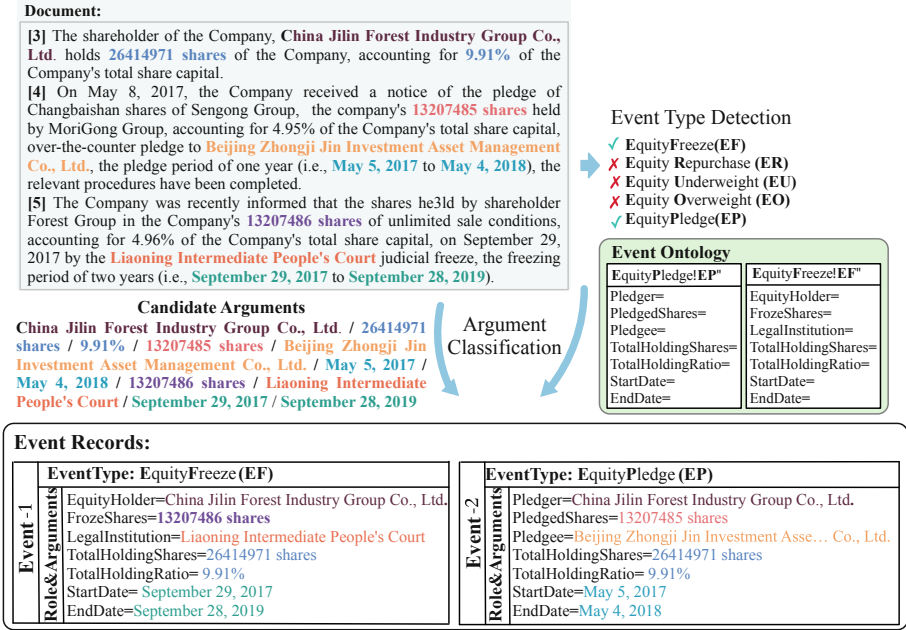 Document:
[3] The shareholder of the Company, China Jilin Forest Industry Group Co.,
Ltd. holds 26414971 shares of the Company, accounting for 9.91% of the
Company's total share capital.
[4] On May 8, 2017, the Company received a notice of the pledge of
Changbaishan shares of Sengong Group, the company's 13207485 shares held
by MoriGong Group, accounting for 4.95% of the Company's total share capital,
over-the-counter pledge to Beijing Zhongji Jin Investment Asset Management
Co., Ltd., the pledge period of one year (i.e., May 5, 2017 to May 4, 2018), the
relevant procedures have been completed.
[5] The Company was recently informed that the shares he3ld by shareholder
Forest Group in the Company's 13207486 shares of unlimited sale conditions,
accounting for 4.96% of the Company's total share capital, on September 29,
2017 by the Liaoning Intermediate People's Court judicial freeze, the freezing
period of two years (i.e., September 29, 2017 to September 28, 2019).
Event Type Detection
✓ EquityFreeze(EF)
✗ Equity Repurchase (ER)
✗ Equity Underweight (EU)
✗ Equity Overweight (EO)
✓ EquityPledge(EP)
Event Ontology
EquityPledge!EP"
Pledger=
PledgedShares=
Pledgee=
TotalHoldingShares=
TotalHoldingRatio=
StartDate=
EndDate=
EquityFreeze!EF"
EquityHolder=
FrozeShares=
LegalInstitution=
TotalHoldingShares=
TotalHoldingRatio=
StartDate=
EndDate=
Candidate Arguments
China Jilin Forest Industry Group Co., Ltd. / 26414971
shares / 9.91% / 13207485 shares / Beijing Zhongji Jin
Investment Asset Management Co., Ltd. / May 5, 2017 /
May 4, 2018 / 13207486 shares / Liaoning Intermediate
People's Court / September 29, 2017 / September 28, 2019
Argument
Classification
Event Records:
Event -1
EventType: EquityFreeze (EF)
Role&Arguments
EquityHolder=China Jilin Forest Industry Group Co., Ltd.
FrozeShares=13207486 shares
LegalInstitution=Liaoning Intermediate People's Court
TotalHoldingShares=26414971 shares
TotalHoldingRatio= 9.91%
StartDate= September 29, 2017
EndDate=September 28, 2019
Event -2
EventType: EquityPledge (EP)
Role&Arguments
Pledger=China Jilin Forest Industry Group Co., Ltd.
PledgedShares=13207485 shares
Pledgee=Beijing Zhongji Jin Investment Asse... Co., Ltd.
TotalHoldingShares=26414971 shares
TotalHoldingRatio= 9.91%
StartDate=May 5, 2017
EndDate=May 4, 2018